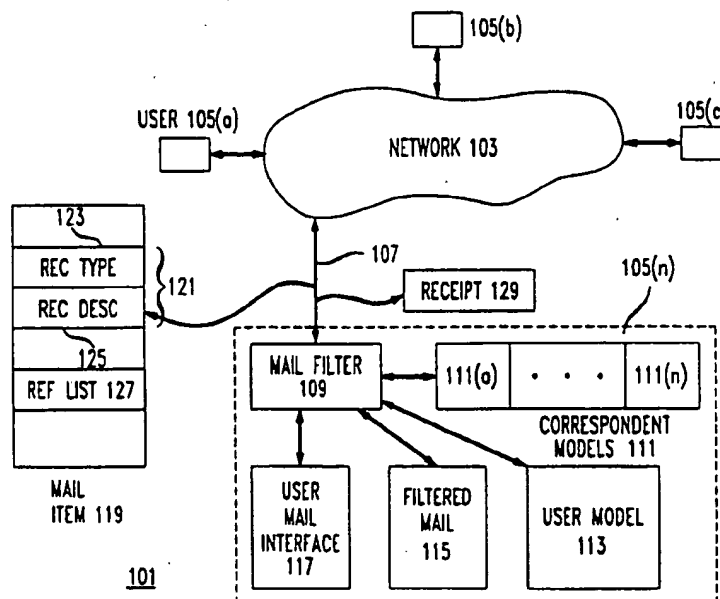 105(b)
USER 105(a)
105(c
NETWORK 103
123
107
REC TYPE
121
REC DESC
RECEIPT 129
105(n)
125
REF LIST 127
MAIL FILTER
109
111(a)
. . .
111(n)
CORRESPONDENT
MODELS 111
MAIL
ITEM 119
USER
MAIL
INTERFACE
117
FILTERED
MAIL
115
USER MODEL
113
101